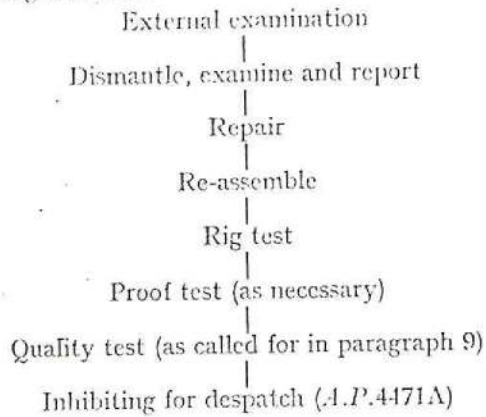 External examination
Dismantle, examine and report
Repair
Re-assemble
Rig test
Proof test (as necessary)
Quality test (as called for in paragraph 9)
Inhibiting for despatch (A.P.4471A)